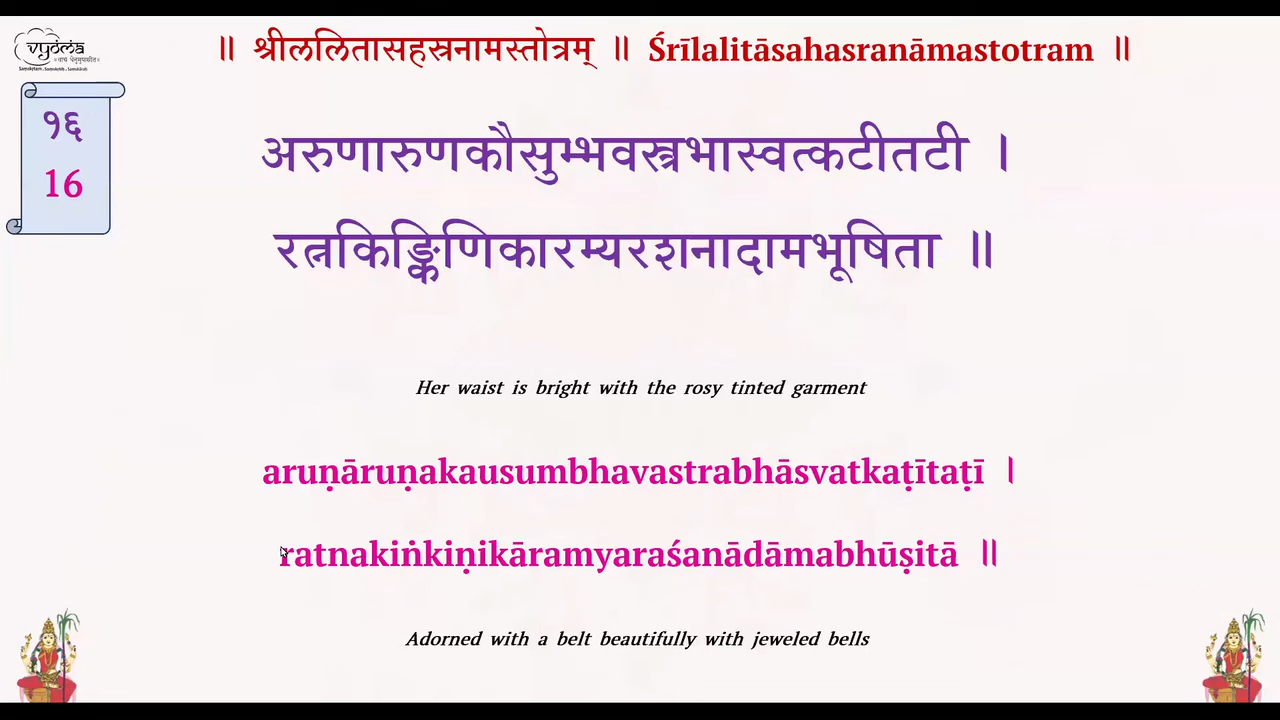 vyoma
॥ श्रीललितासहस्रनामस्तोत्रम् ॥ Śrīlalitāsahasranāmastotram ॥
१६
16
अरुणारुणकौसुम्भवस्त्रभास्वत्कटीतटी ।
रत्नकिङ्किणिकारम्यरशनादामभूषिता ॥
Her waist is bright with the rosy tinted garment
aruṇāruṇakausumbhavastrabhāsvatkaṭītaṭī ।
ratnakiṅkiṇikāramyaraśanādāmabhūṣitā ॥
Adorned with a belt beautifully with jeweled bells